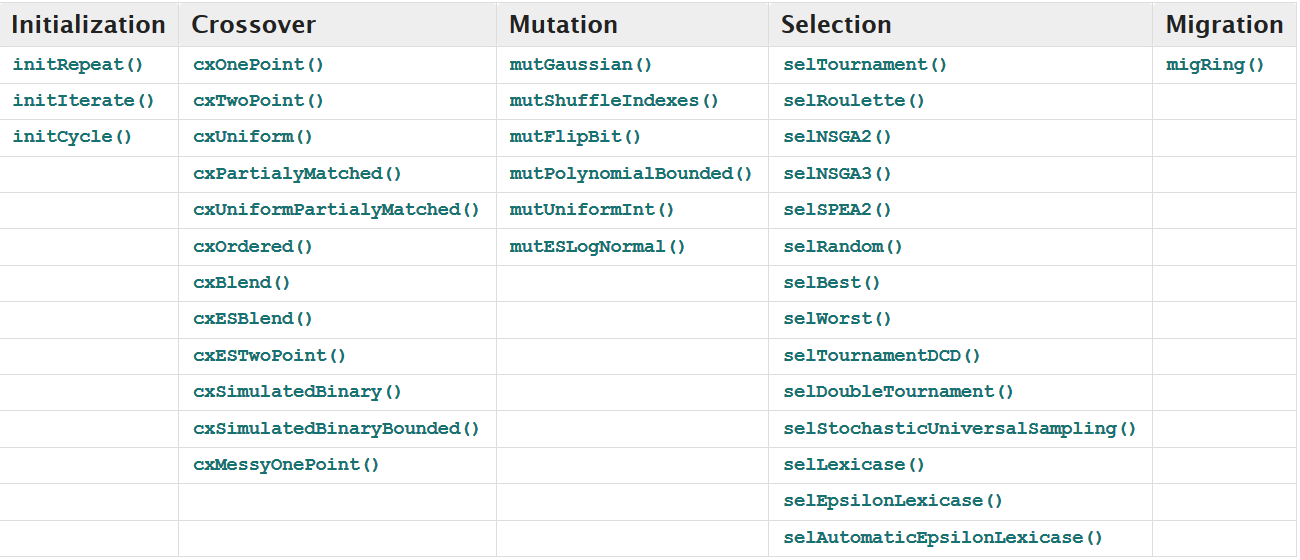 Initialization Crossover Mutation Selection Migration
initRepeat() cxOnePoint() mutGaussian() selTournament() migRing()
initIterate() cxTwoPoint() mutShuffleIndexes() selRoulette()
initCycle() cxUniform() mutFlipBit() selNSGA2()
cxPartialyMatched() mutPolynomialBounded() selNSGA3()
cxUniformPartialyMatched() mutUniformInt() selSPEA2()
cxOrdered() mutESLogNormal() selRandom()
cxBlend() selBest()
cxESBlend() selWorst()
cxESTwoPoint() selTournamentDCD()
cxSimulatedBinary() selDoubleTournament()
cxSimulatedBinaryBounded() selStochasticUniversalSampling()
cxMessyOnePoint() selLexicase()
selEpsilonLexicase()
selAutomaticEpsilonLexicase()